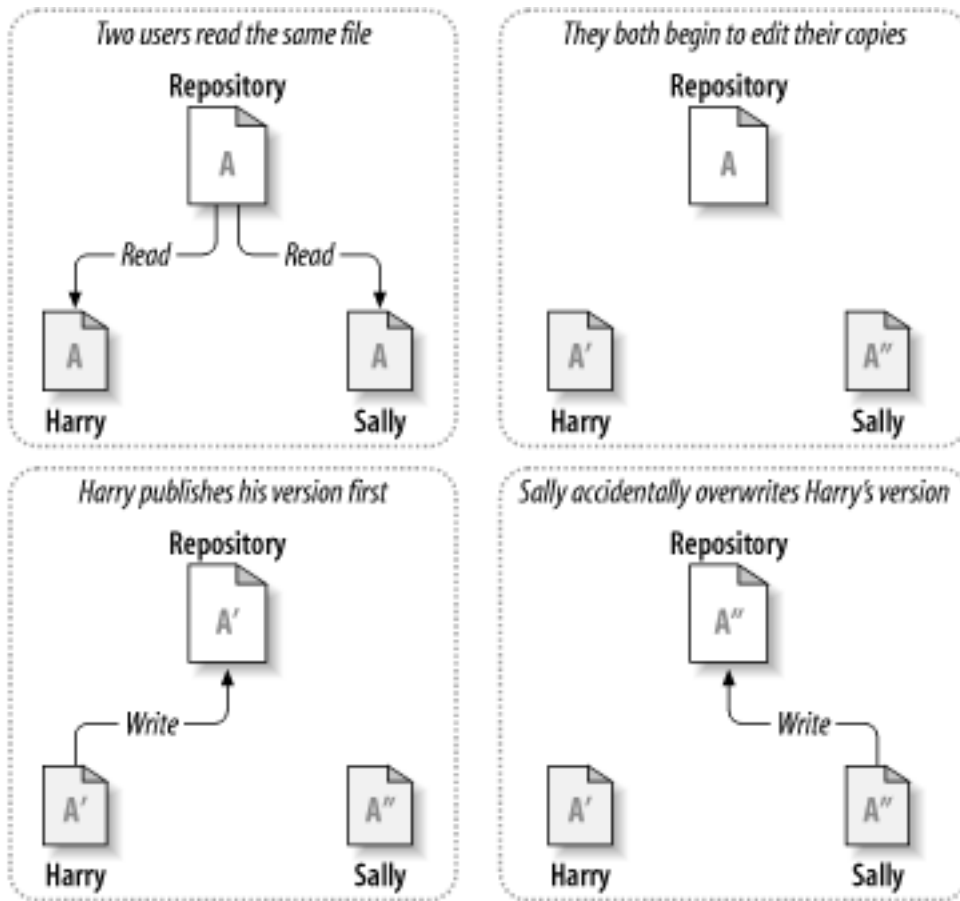 Two users read the same file
Repository
A
Read Read
A A
Harry Sally
They both begin to edit their copies
Repository
A
A′ A″
Harry Sally
Harry publishes his version first
Repository
A′
Write
A′ A″
Harry Sally
Sally accidentally overwrites Harry’s version
Repository
A″
Write
A′ A″
Harry Sally